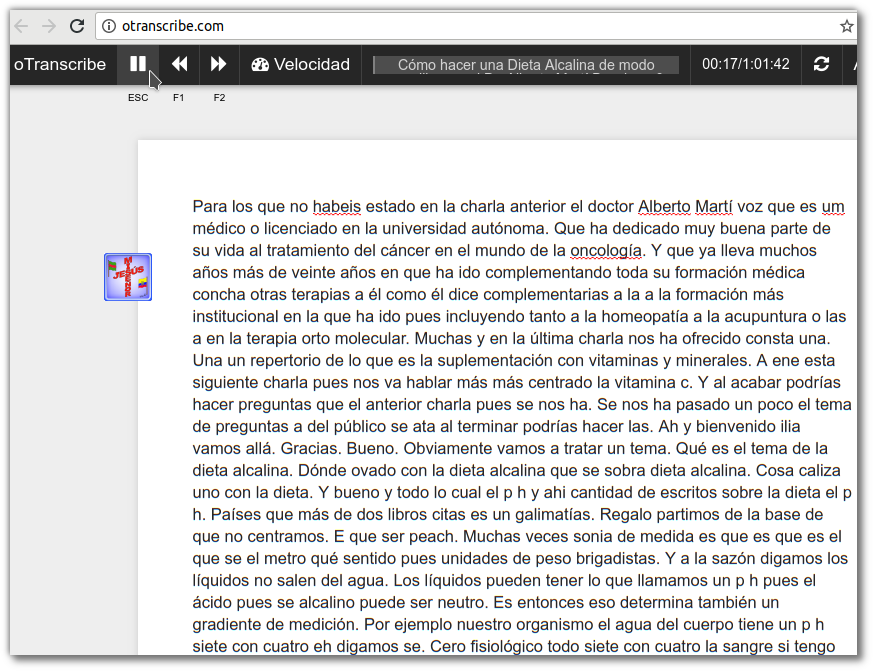 otranscribe.com
oTranscribe
Velocidad
Cómo hacer una Dieta Alcalina de modo
00:17/1:01:42
ESC
F1
F2
JESÚS
Para los que no habeis estado en la charla anterior el doctor Alberto Martí voz que es um
médico o licenciado en la universidad autónoma. Que ha dedicado muy buena parte de
su vida al tratamiento del cáncer en el mundo de la oncología. Y que ya lleva muchos
años más de veinte años en que ha ido complementando toda su formación médica
concha otras terapias a él como él dice complementarias a la a la formación más
institucional en la que ha ido pues incluyendo tanto a la homeopatía a la acupuntura o las
a en la terapia orto molecular. Muchas y en la última charla nos ha ofrecido consta una.
Una un repertorio de lo que es la suplementación con vitaminas y minerales. A ene esta
siguiente charla pues nos va hablar más más centrado la vitamina c. Y al acabar podrías
hacer preguntas que el anterior charla pues se nos ha. Se nos ha pasado un poco el tema
de preguntas a del público se ata al terminar podrías hacer las. Ah y bienvenido ilia
vamos allá. Gracias. Bueno. Obviamente vamos a tratar un tema. Qué es el tema de la
dieta alcalina. Dónde ovado con la dieta alcalina que se sobra dieta alcalina. Cosa caliza
uno con la dieta. Y bueno y todo lo cual el p h y ahi cantidad de escritos sobre la dieta el p
h. Países que más de dos libros citas es un galimatías. Regalo partimos de la base de
que no centramos. E que ser peach. Muchas veces sonia de medida es que es que es el
que se el metro qué sentido pues unidades de peso brigadistas. Y a la sazón digamos los
líquidos no salen del agua. Los líquidos pueden tener lo que llamamos un p h pues el
ácido pues se alcalino puede ser neutro. Es entonces eso determina también un
gradiente de medición. Por ejemplo nuestro organismo el agua del cuerpo tiene un p h
siete con cuatro eh digamos se. Cero fisiológico todo siete con cuatro la sangre si tengo